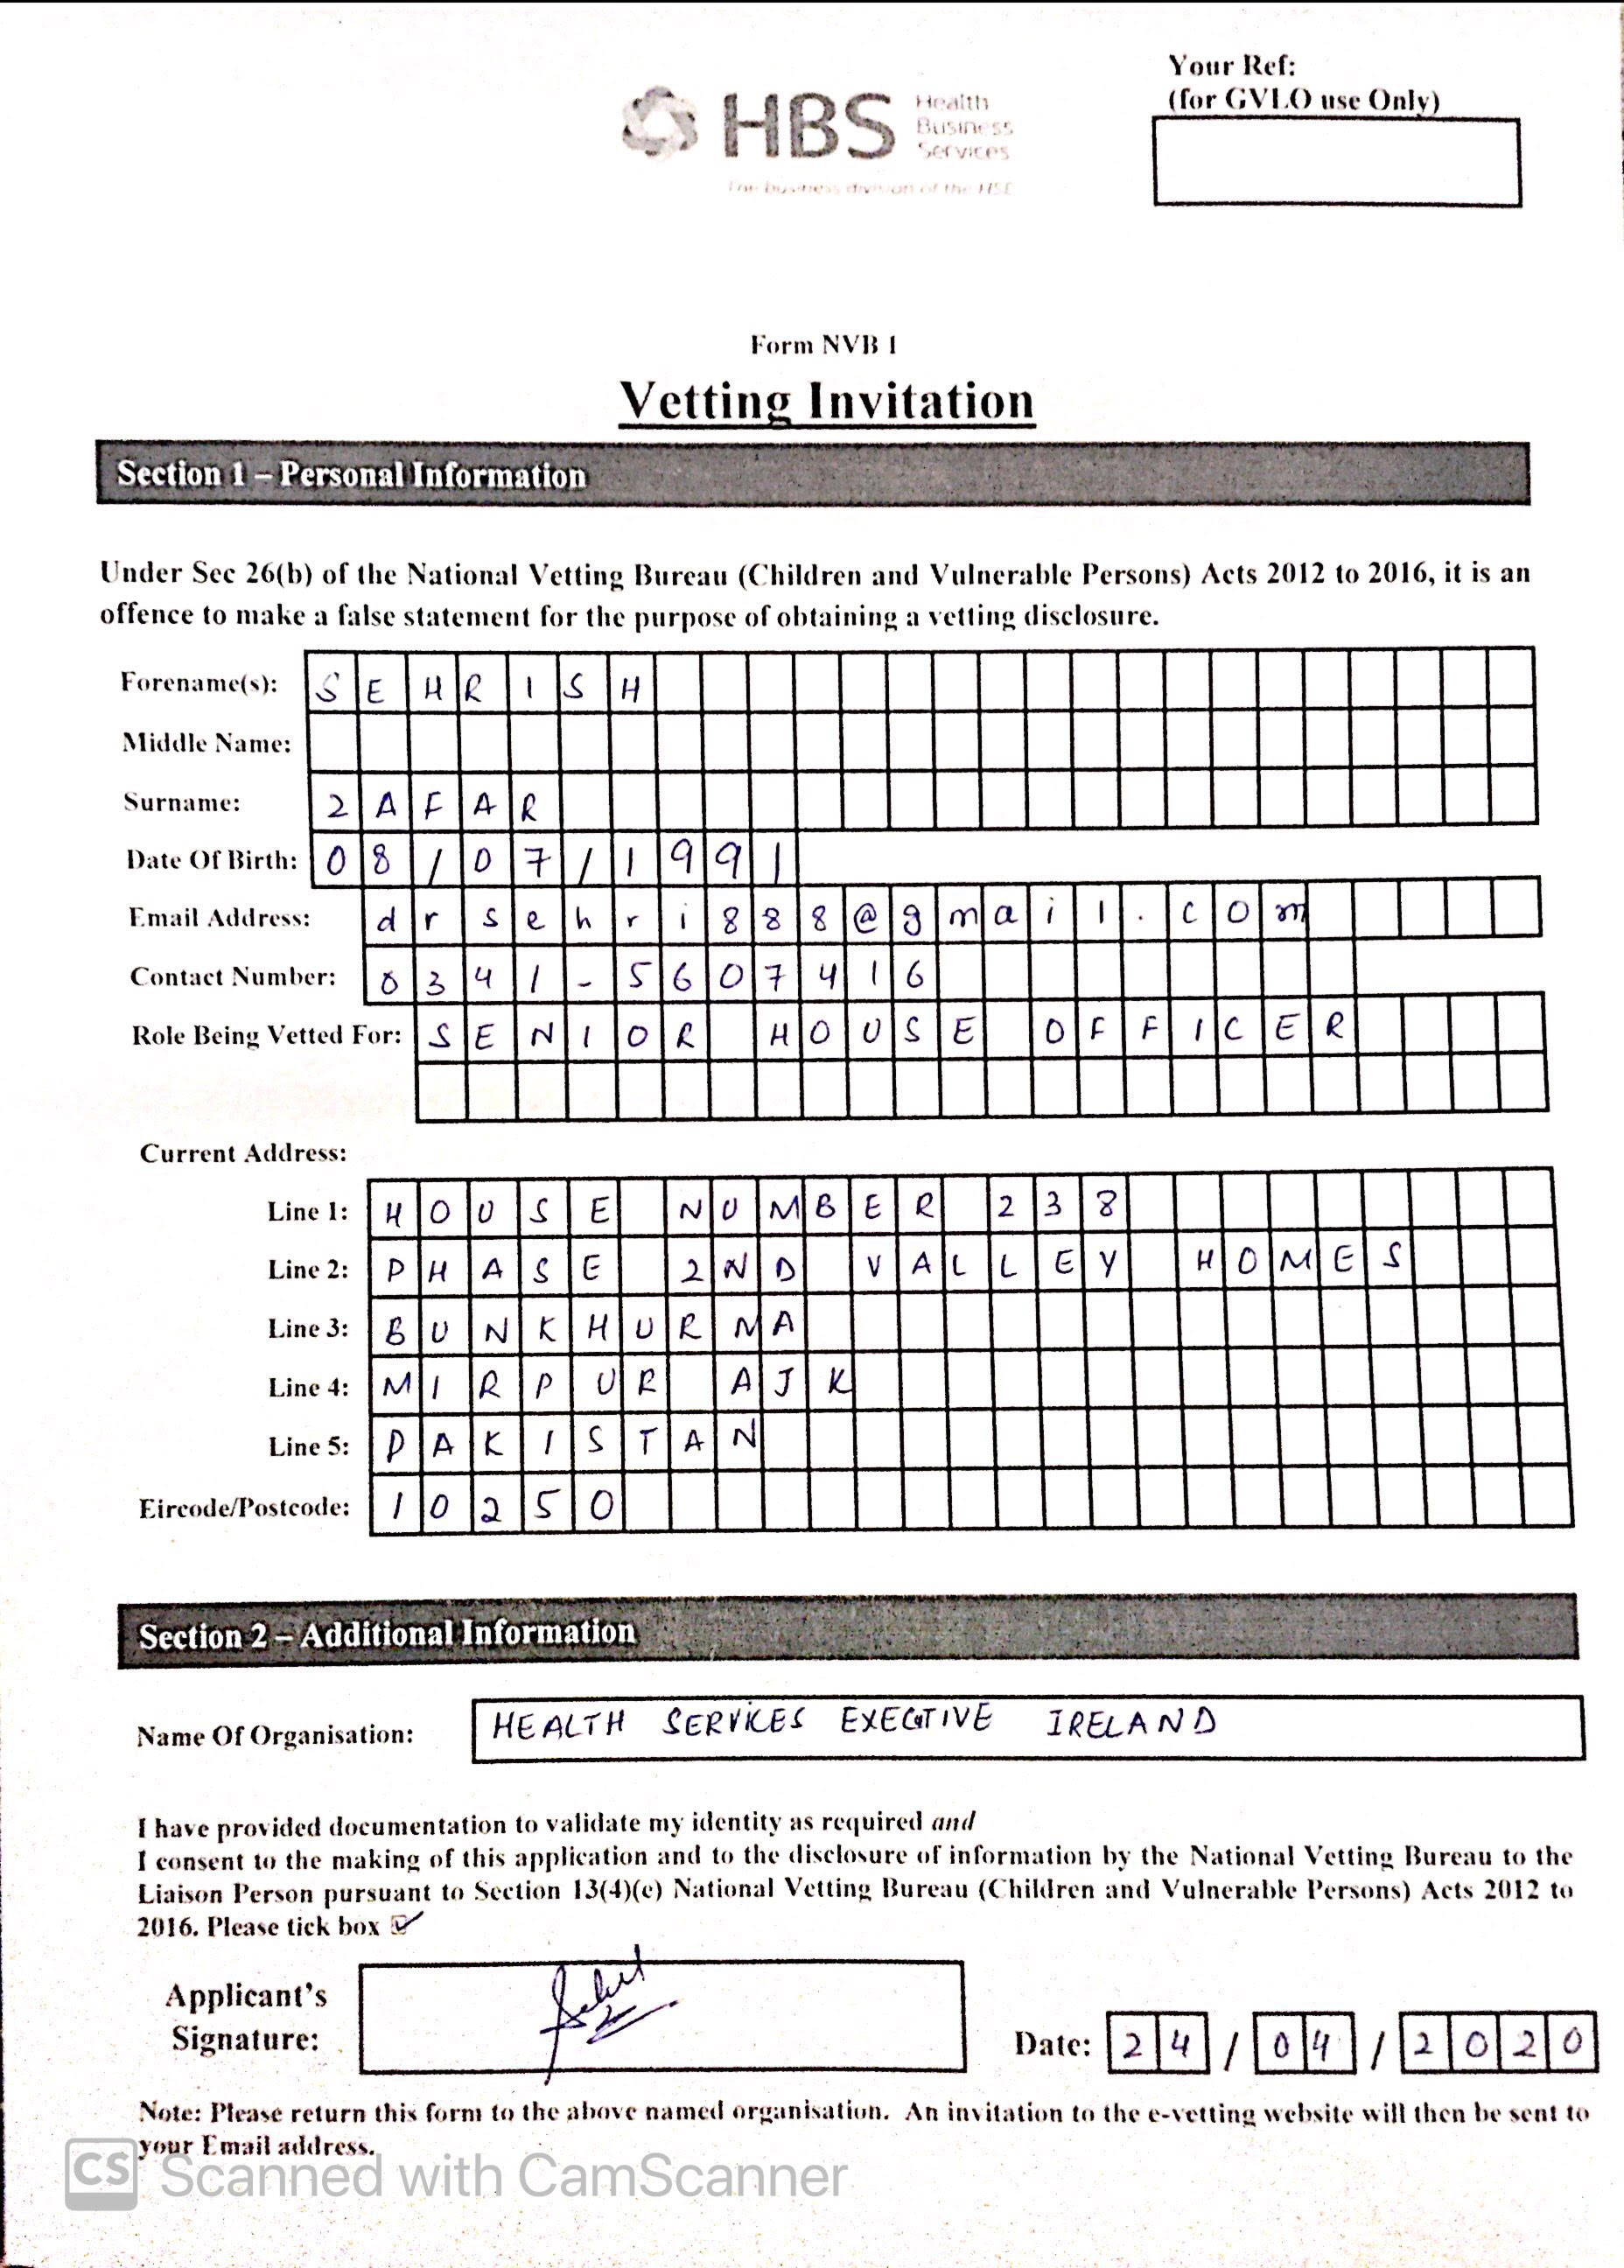 Your Ref:
(for GVLO use Only)
HBS Health
Business
Services
The business division of the HSE
Form NVB 1
Vetting Invitation
Section 1 – Personal Information
Under Sec 26(b) of the National Vetting Bureau (Children and Vulnerable Persons) Acts 2012 to 2016, it is an
offence to make a false statement for the purpose of obtaining a vetting disclosure.
Forename(s): SEHRISH
Middle Name:
Surname: ZAFAR
Date Of Birth: 08/07/1991
Email Address: drsehri888@gmail.com
Contact Number: 0341-5607416
Role Being Vetted For: SENIOR HOUSE OFFICER
Current Address:
Line 1: HOUSE NUMBER 238
Line 2: PHASE 2ND VALLEY HOMES
Line 3: BUNKHURMA
Line 4: MIRPUR AJK
Line 5: PAKISTAN
Eircode/Postcode: 10250
Section 2 – Additional Information
Name Of Organisation: HEALTH SERVICES EXECTIVE IRELAND
I have provided documentation to validate my identity as required and
I consent to the making of this application and to the disclosure of information by the National Vetting Bureau to the
Liaison Person pursuant to Section 13(4)(e) National Vetting Bureau (Children and Vulnerable Persons) Acts 2012 to
2016. Please tick box
Applicant's
Signature:
Date: 24/04/2020
Note: Please return this form to the above named organisation. An invitation to the e-vetting website will then be sent to
your Email address.
CS Scanned with CamScanner